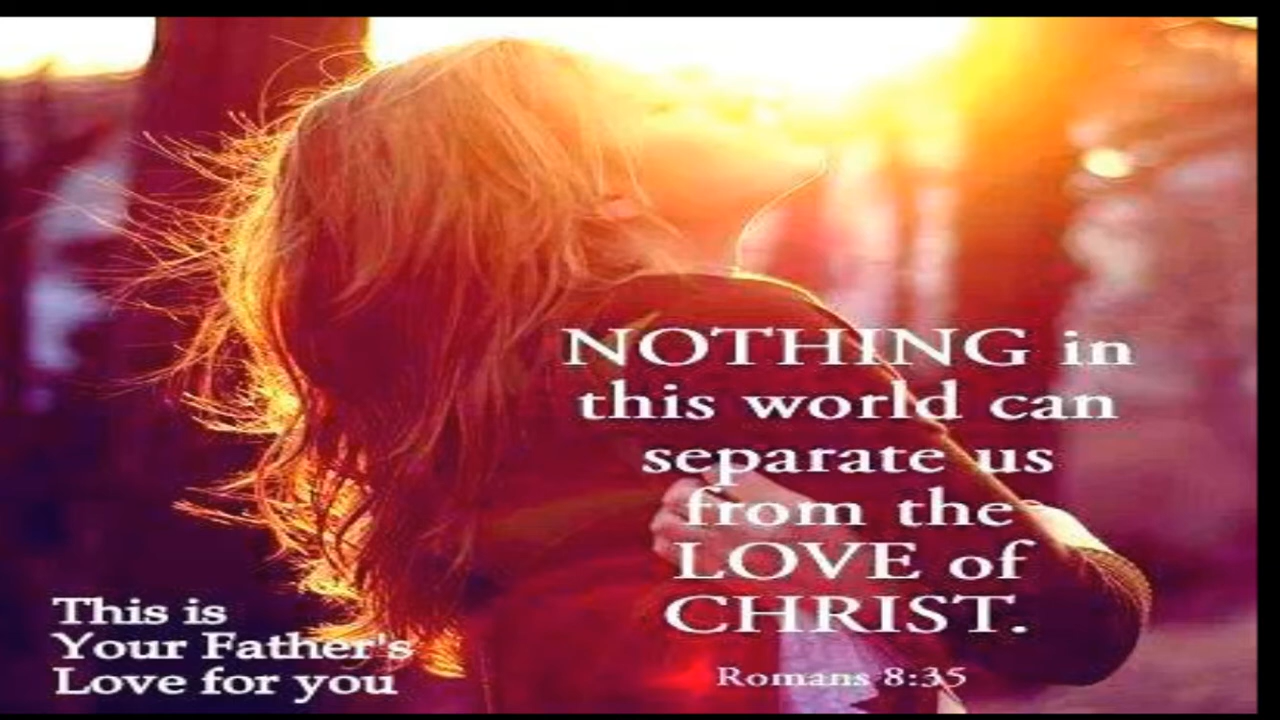 NOTHING in
this world can
separate us
from the
LOVE of
CHRIST.
Romans 8:35
This is
Your Father's
Love for you